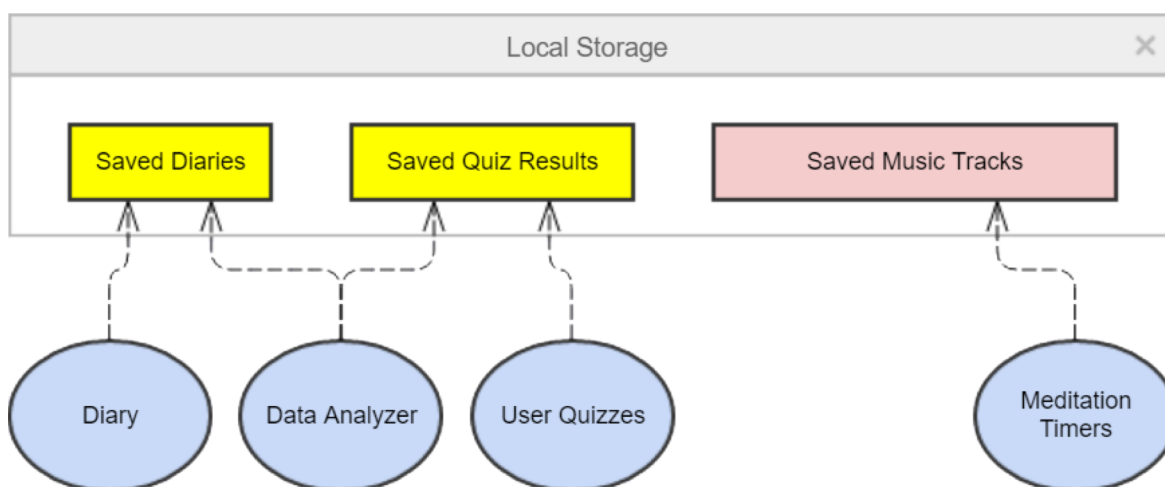 Local Storage
Saved Diaries
Saved Quiz Results
Saved Music Tracks
Diary
Data Analyzer
User Quizzes
Meditation
Timers